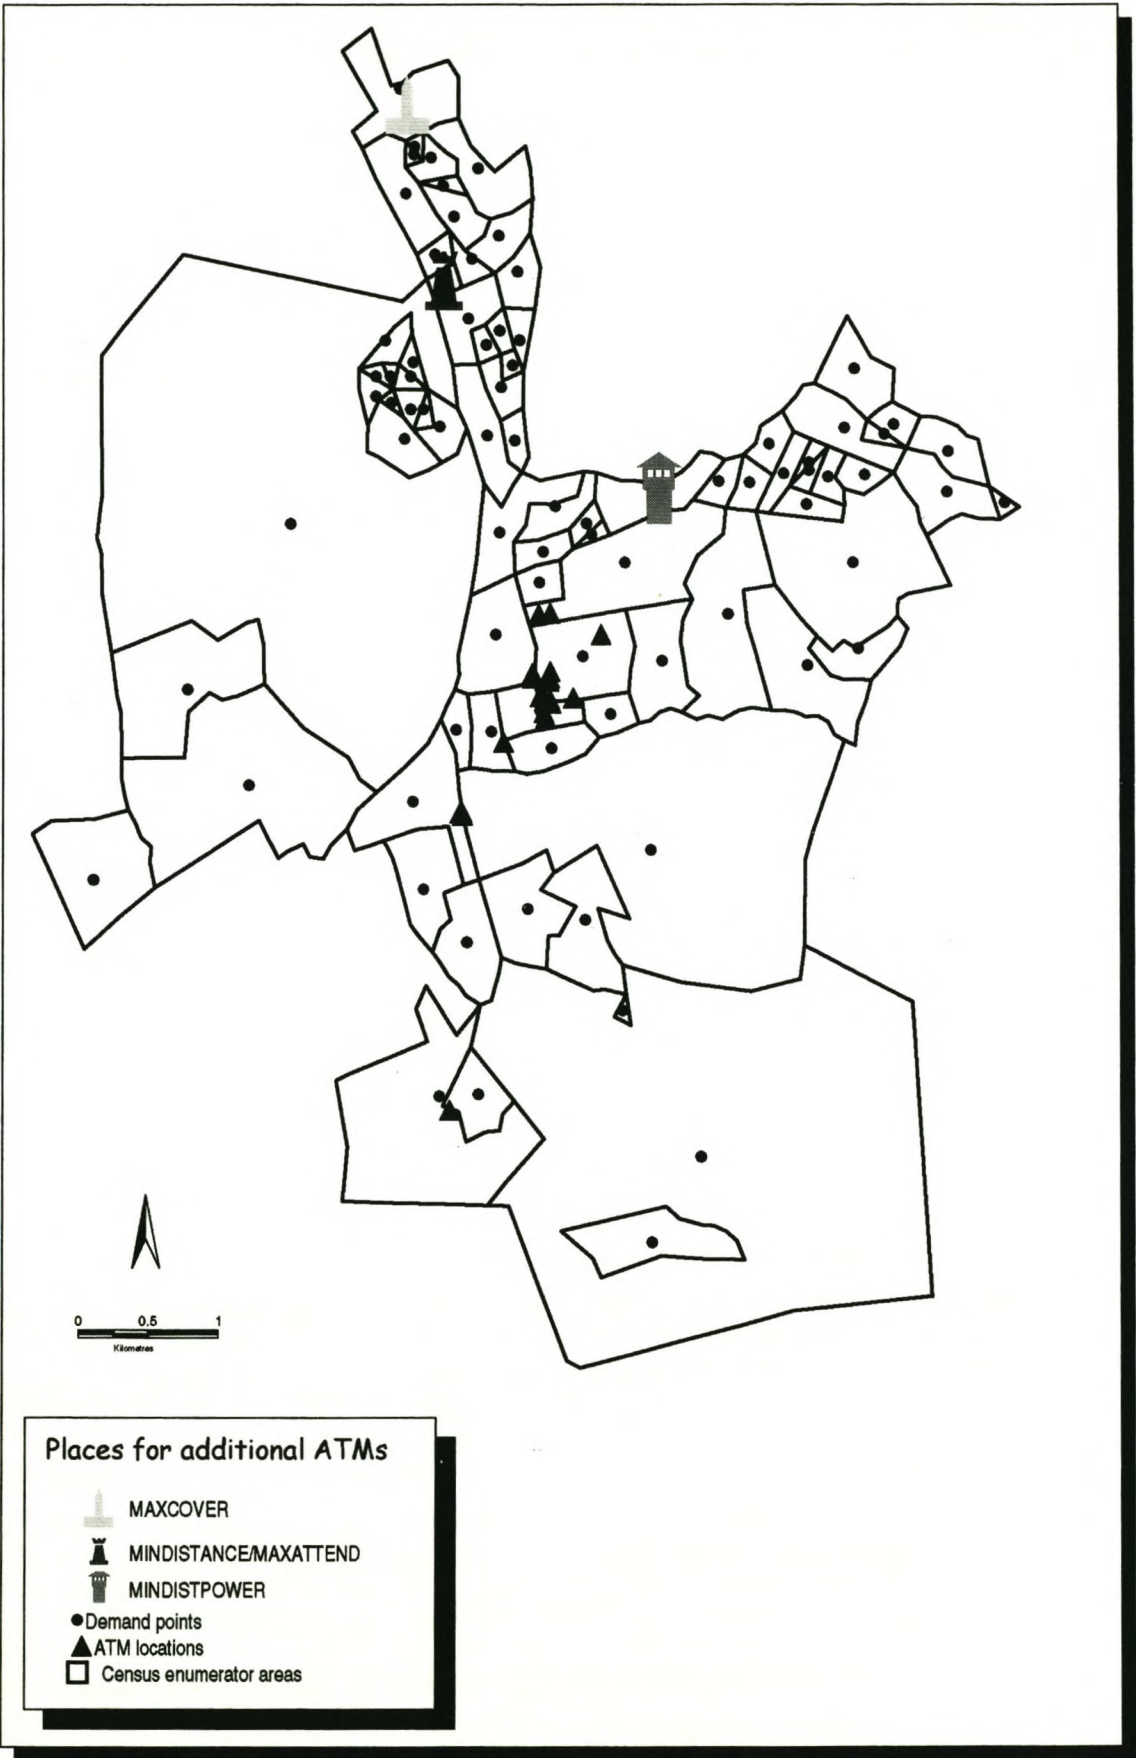 0 0.5 1
Kilometres
Places for additional ATMs
MAXCOVER
MINDISTANCE/MAXATTEND
MINDISTPOWER
Demand points
ATM locations
Census enumerator areas